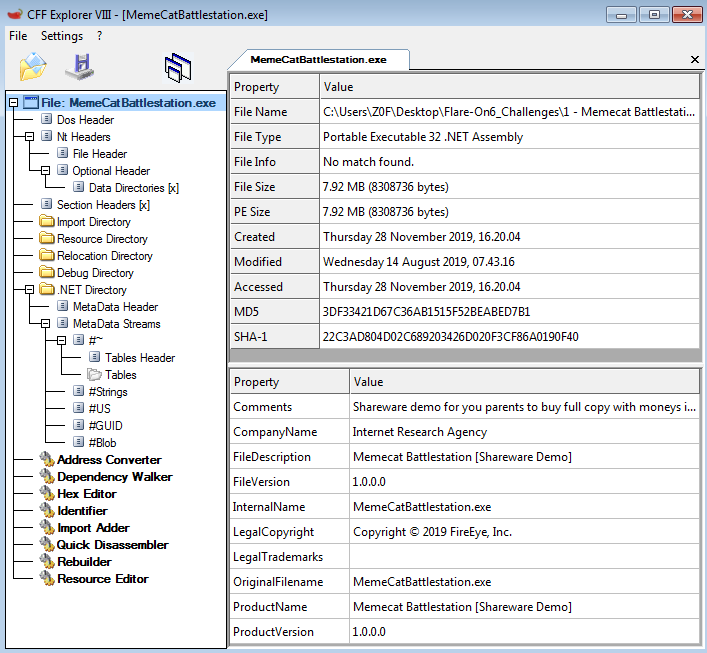 CFF Explorer VIII - [MemeCatBattlestation.exe]
File Settings ?
File: MemeCatBattlestation.exe
Dos Header
Nt Headers
File Header
Optional Header
Data Directories [x]
Section Headers [x]
Import Directory
Resource Directory
Relocation Directory
Debug Directory
.NET Directory
MetaData Header
MetaData Streams
#~
Tables Header
Tables
#Strings
#US
#GUID
#Blob
Address Converter
Dependency Walker
Hex Editor
Identifier
Import Adder
Quick Disassembler
Rebuilder
Resource Editor
MemeCatBattlestation.exe
Property Value
File Name C:\Users\Z0F\Desktop\Flare-On6_Challenges\1 - Memecat Battlestati...
File Type Portable Executable 32 .NET Assembly
File Info No match found.
File Size 7.92 MB (8308736 bytes)
PE Size 7.92 MB (8308736 bytes)
Created Thursday 28 November 2019, 16.20.04
Modified Wednesday 14 August 2019, 07.43.16
Accessed Thursday 28 November 2019, 16.20.04
MD5 3DF33421D67C36AB1515F52BEABED7B1
SHA-1 22C3AD804D02C689203426D020F3CF86A0190F40
Property Value
Comments Shareware demo for you parents to buy full copy with moneys i...
CompanyName Internet Research Agency
FileDescription Memecat Battlestation [Shareware Demo]
FileVersion 1.0.0.0
InternalName MemeCatBattlestation.exe
LegalCopyright Copyright © 2019 FireEye, Inc.
LegalTrademarks
OriginalFilename MemeCatBattlestation.exe
ProductName Memecat Battlestation [Shareware Demo]
ProductVersion 1.0.0.0